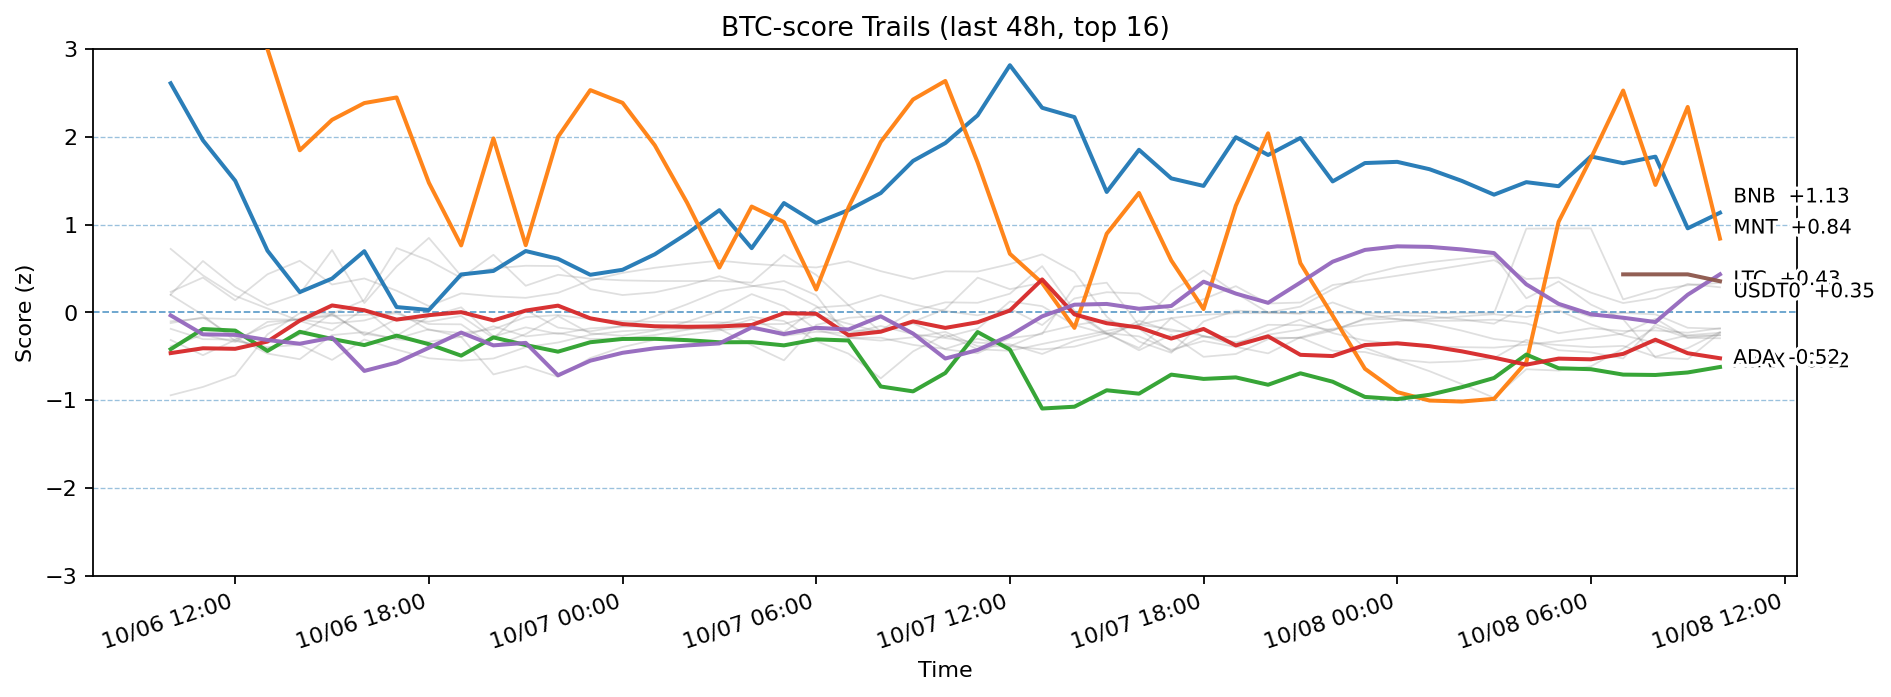 BTC-score Trails (last 48h, top 16)
Score (z)
3
2
1
0
−1
−2
−3
BNB +1.13
MNT +0.84
LTC +0.43
USDT0 +0.35
ADA -0.52
10/06 12:00
10/06 18:00
10/07 00:00
10/07 06:00
10/07 12:00
10/07 18:00
10/08 00:00
10/08 06:00
10/08 12:00
Time